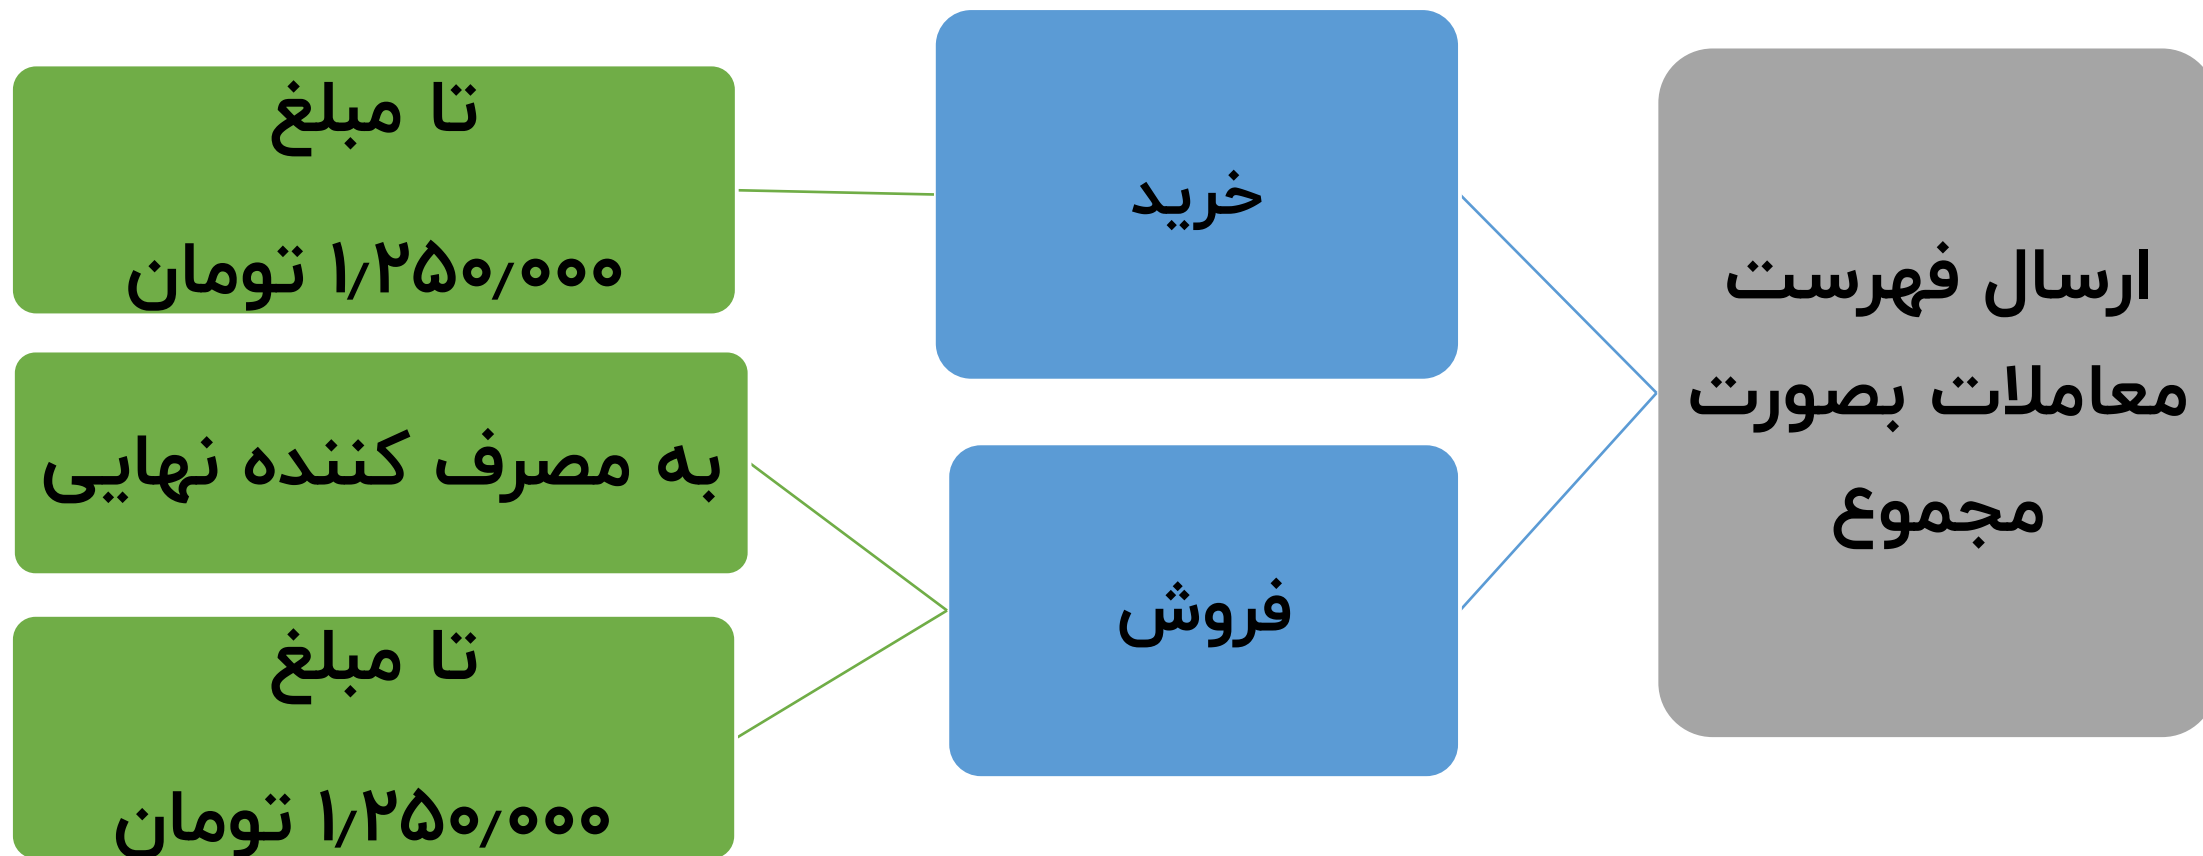 ارسال فهرست
معاملات بصورت
مجموع
خرید
تا مبلغ
۱٫۲۵۰٫۰۰۰ تومان
فروش
به مصرف کننده نهایی
تا مبلغ
۱٫۲۵۰٫۰۰۰ تومان